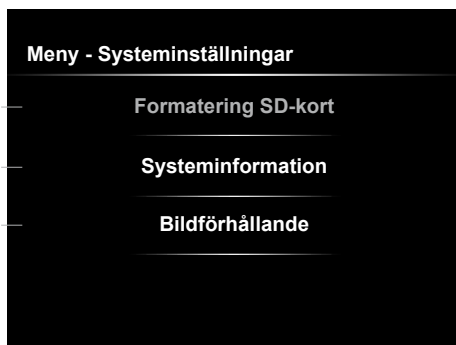 Meny - Systeminställningar
Formatering SD-kort
Systeminformation
Bildförhållande